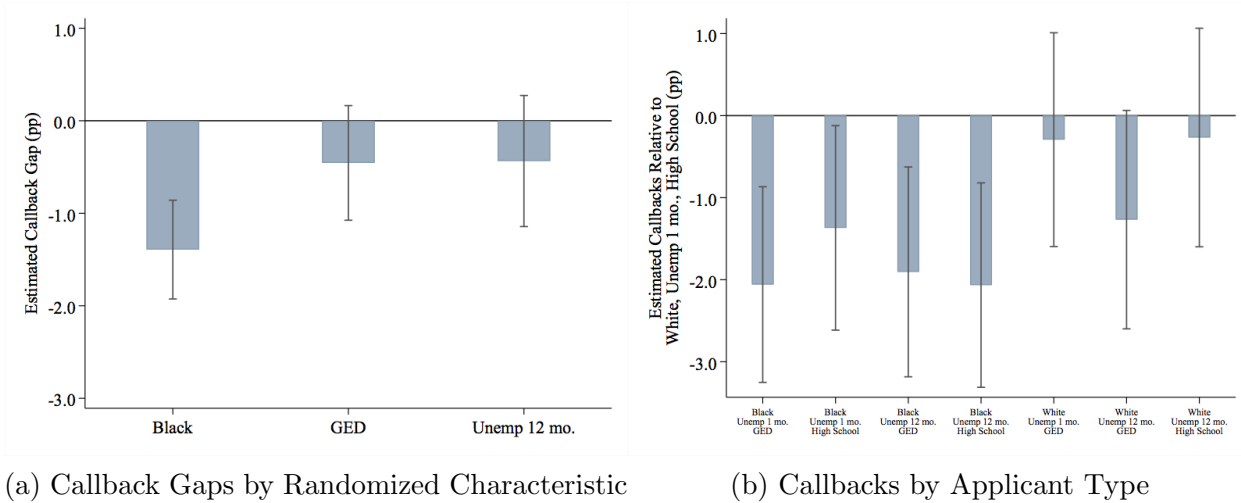 Estimated Callback Gap (pp)
1.0
0.0
-1.0
-2.0
-3.0
Black
GED
Unemp 12 mo.
(a) Callback Gaps by Randomized Characteristic
Estimated Callbacks Relative to
White, Unemp 1 mo., High School (pp)
1.0
0.0
-1.0
-2.0
-3.0
Black
Unemp 1 mo.
GED
Black
Unemp 1 mo.
High School
Black
Unemp 12 mo.
GED
Black
Unemp 12 mo.
High School
White
Unemp 1 mo.
GED
White
Unemp 12 mo.
GED
White
Unemp 12 mo.
High School
(b) Callbacks by Applicant Type